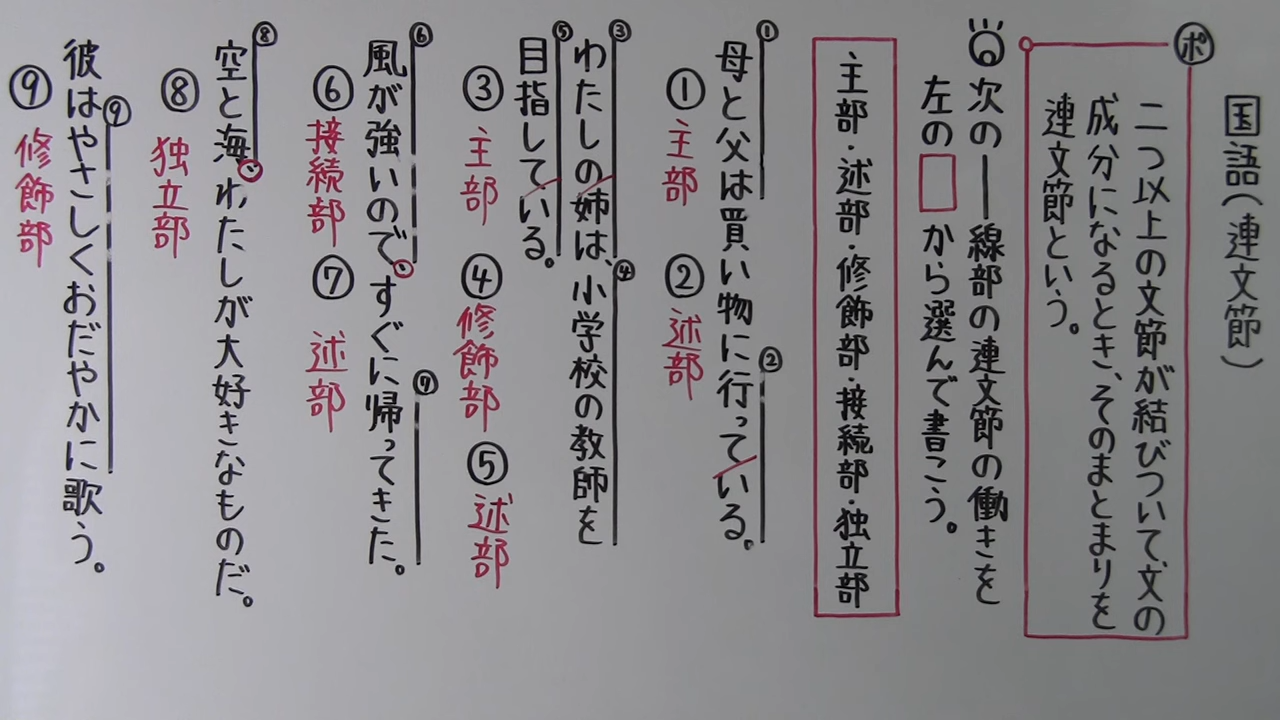 国語(連文節)
ポ
二つ以上の文節が結びついて、文の
成分になるとき、そのまとまりを
連文節という。
次の――線部の連文節の働きを
左の□から選んで書こう。
主部・述部・修飾部・接続部・独立部
① ②
母と父は買い物に行っている。
①主部 ②述部
③ ④
わたしの姉は、小学校の教師を
⑤
目指している。
③主部 ④修飾部 ⑤述部
⑥ ⑦
風が強いので、すぐに帰ってきた。
⑥接続部 ⑦述部
⑧
空と海、わたしが大好きなものだ。
⑧独立部
⑨
彼はやさしくおだやかに歌う。
⑨修飾部